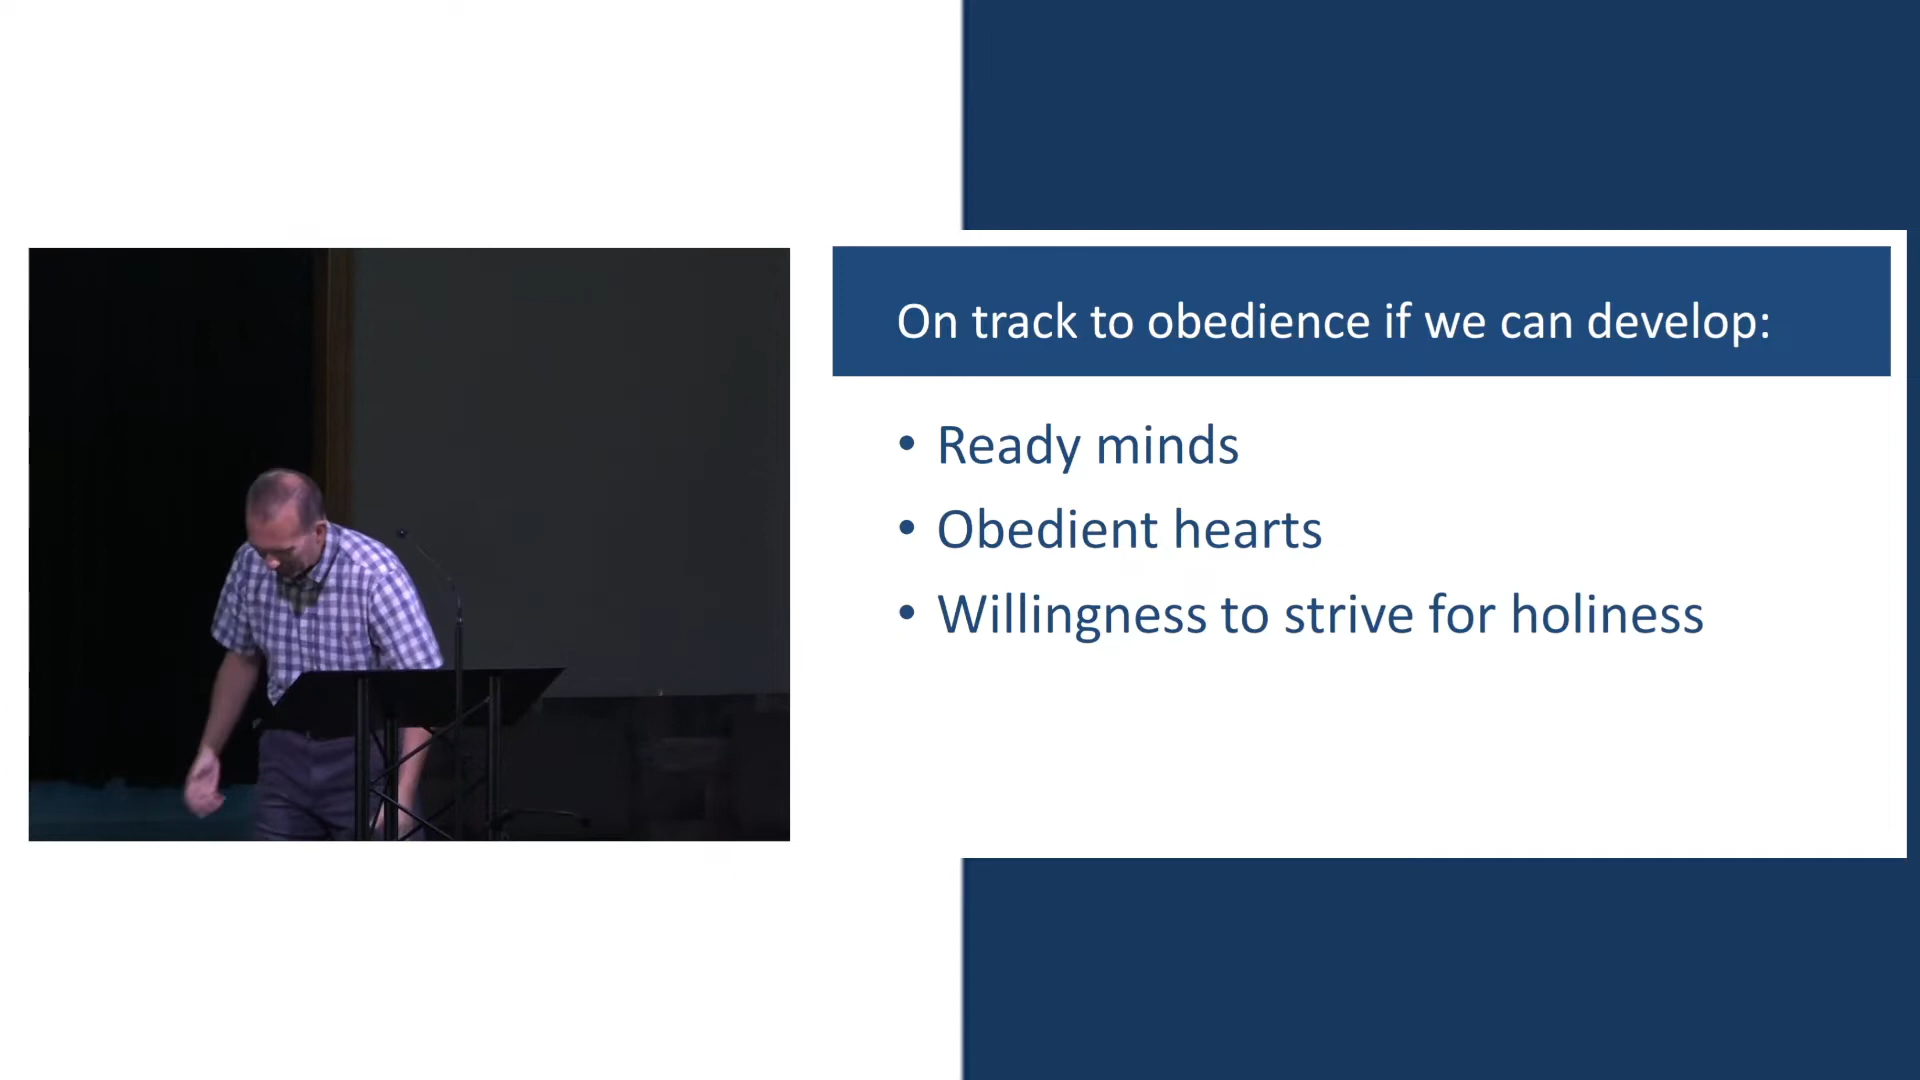 On track to obedience if we can develop:
• Ready minds
• Obedient hearts
• Willingness to strive for holiness